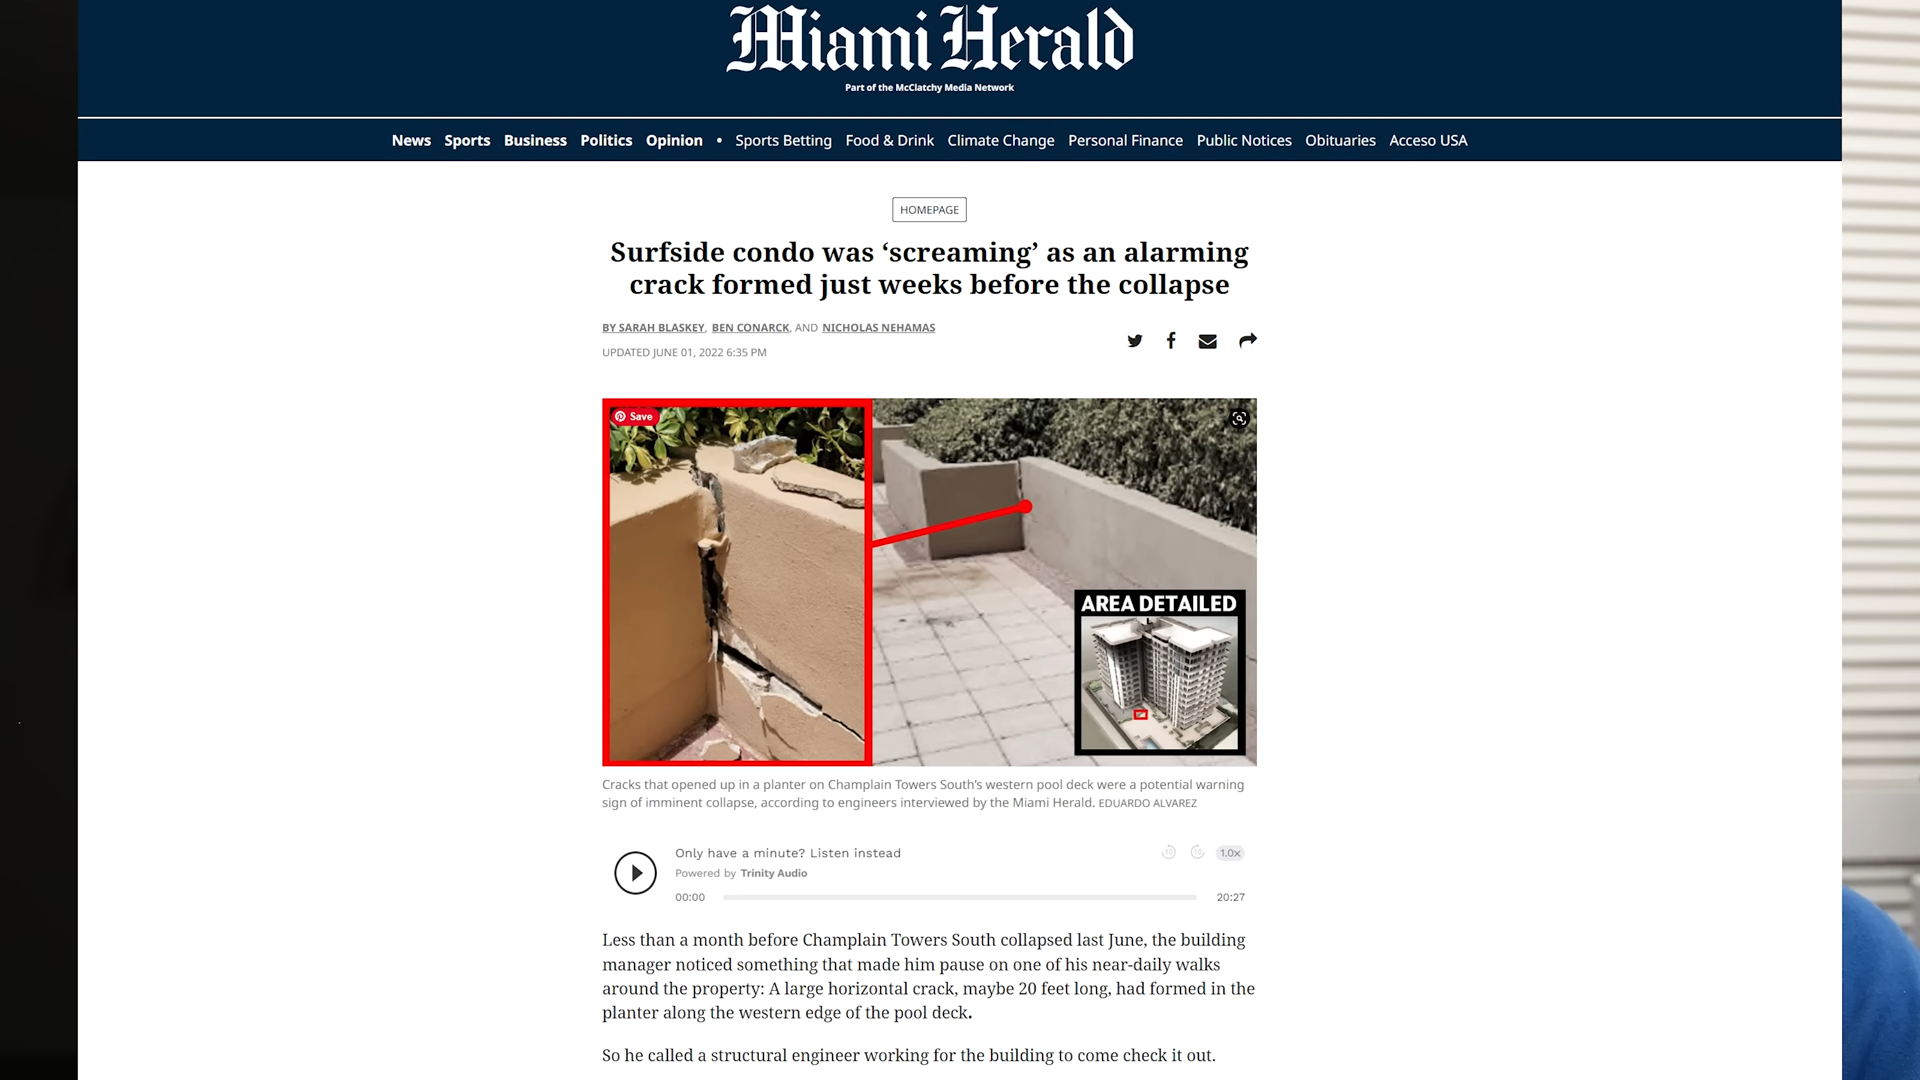 Miami Herald
Part of the McClatchy Media Network
News Sports Business Politics Opinion • Sports Betting Food & Drink Climate Change Personal Finance Public Notices Obituaries Acceso USA
HOMEPAGE
Surfside condo was ‘screaming’ as an alarming
crack formed just weeks before the collapse
BY SARAH BLASKEY, BEN CONARCK, AND NICHOLAS NEHAMAS
UPDATED JUNE 01, 2022 6:35 PM
Save
AREA DETAILED
Cracks that opened up in a planter on Champlain Towers South’s western pool deck were a potential warning
sign of imminent collapse, according to engineers interviewed by the Miami Herald. EDUARDO ALVAREZ
Only have a minute? Listen instead
1.0x
Powered by Trinity Audio
00:00
20:27
Less than a month before Champlain Towers South collapsed last June, the building
manager noticed something that made him pause on one of his near-daily walks
around the property: A large horizontal crack, maybe 20 feet long, had formed in the
planter along the western edge of the pool deck.
So he called a structural engineer working for the building to come check it out.